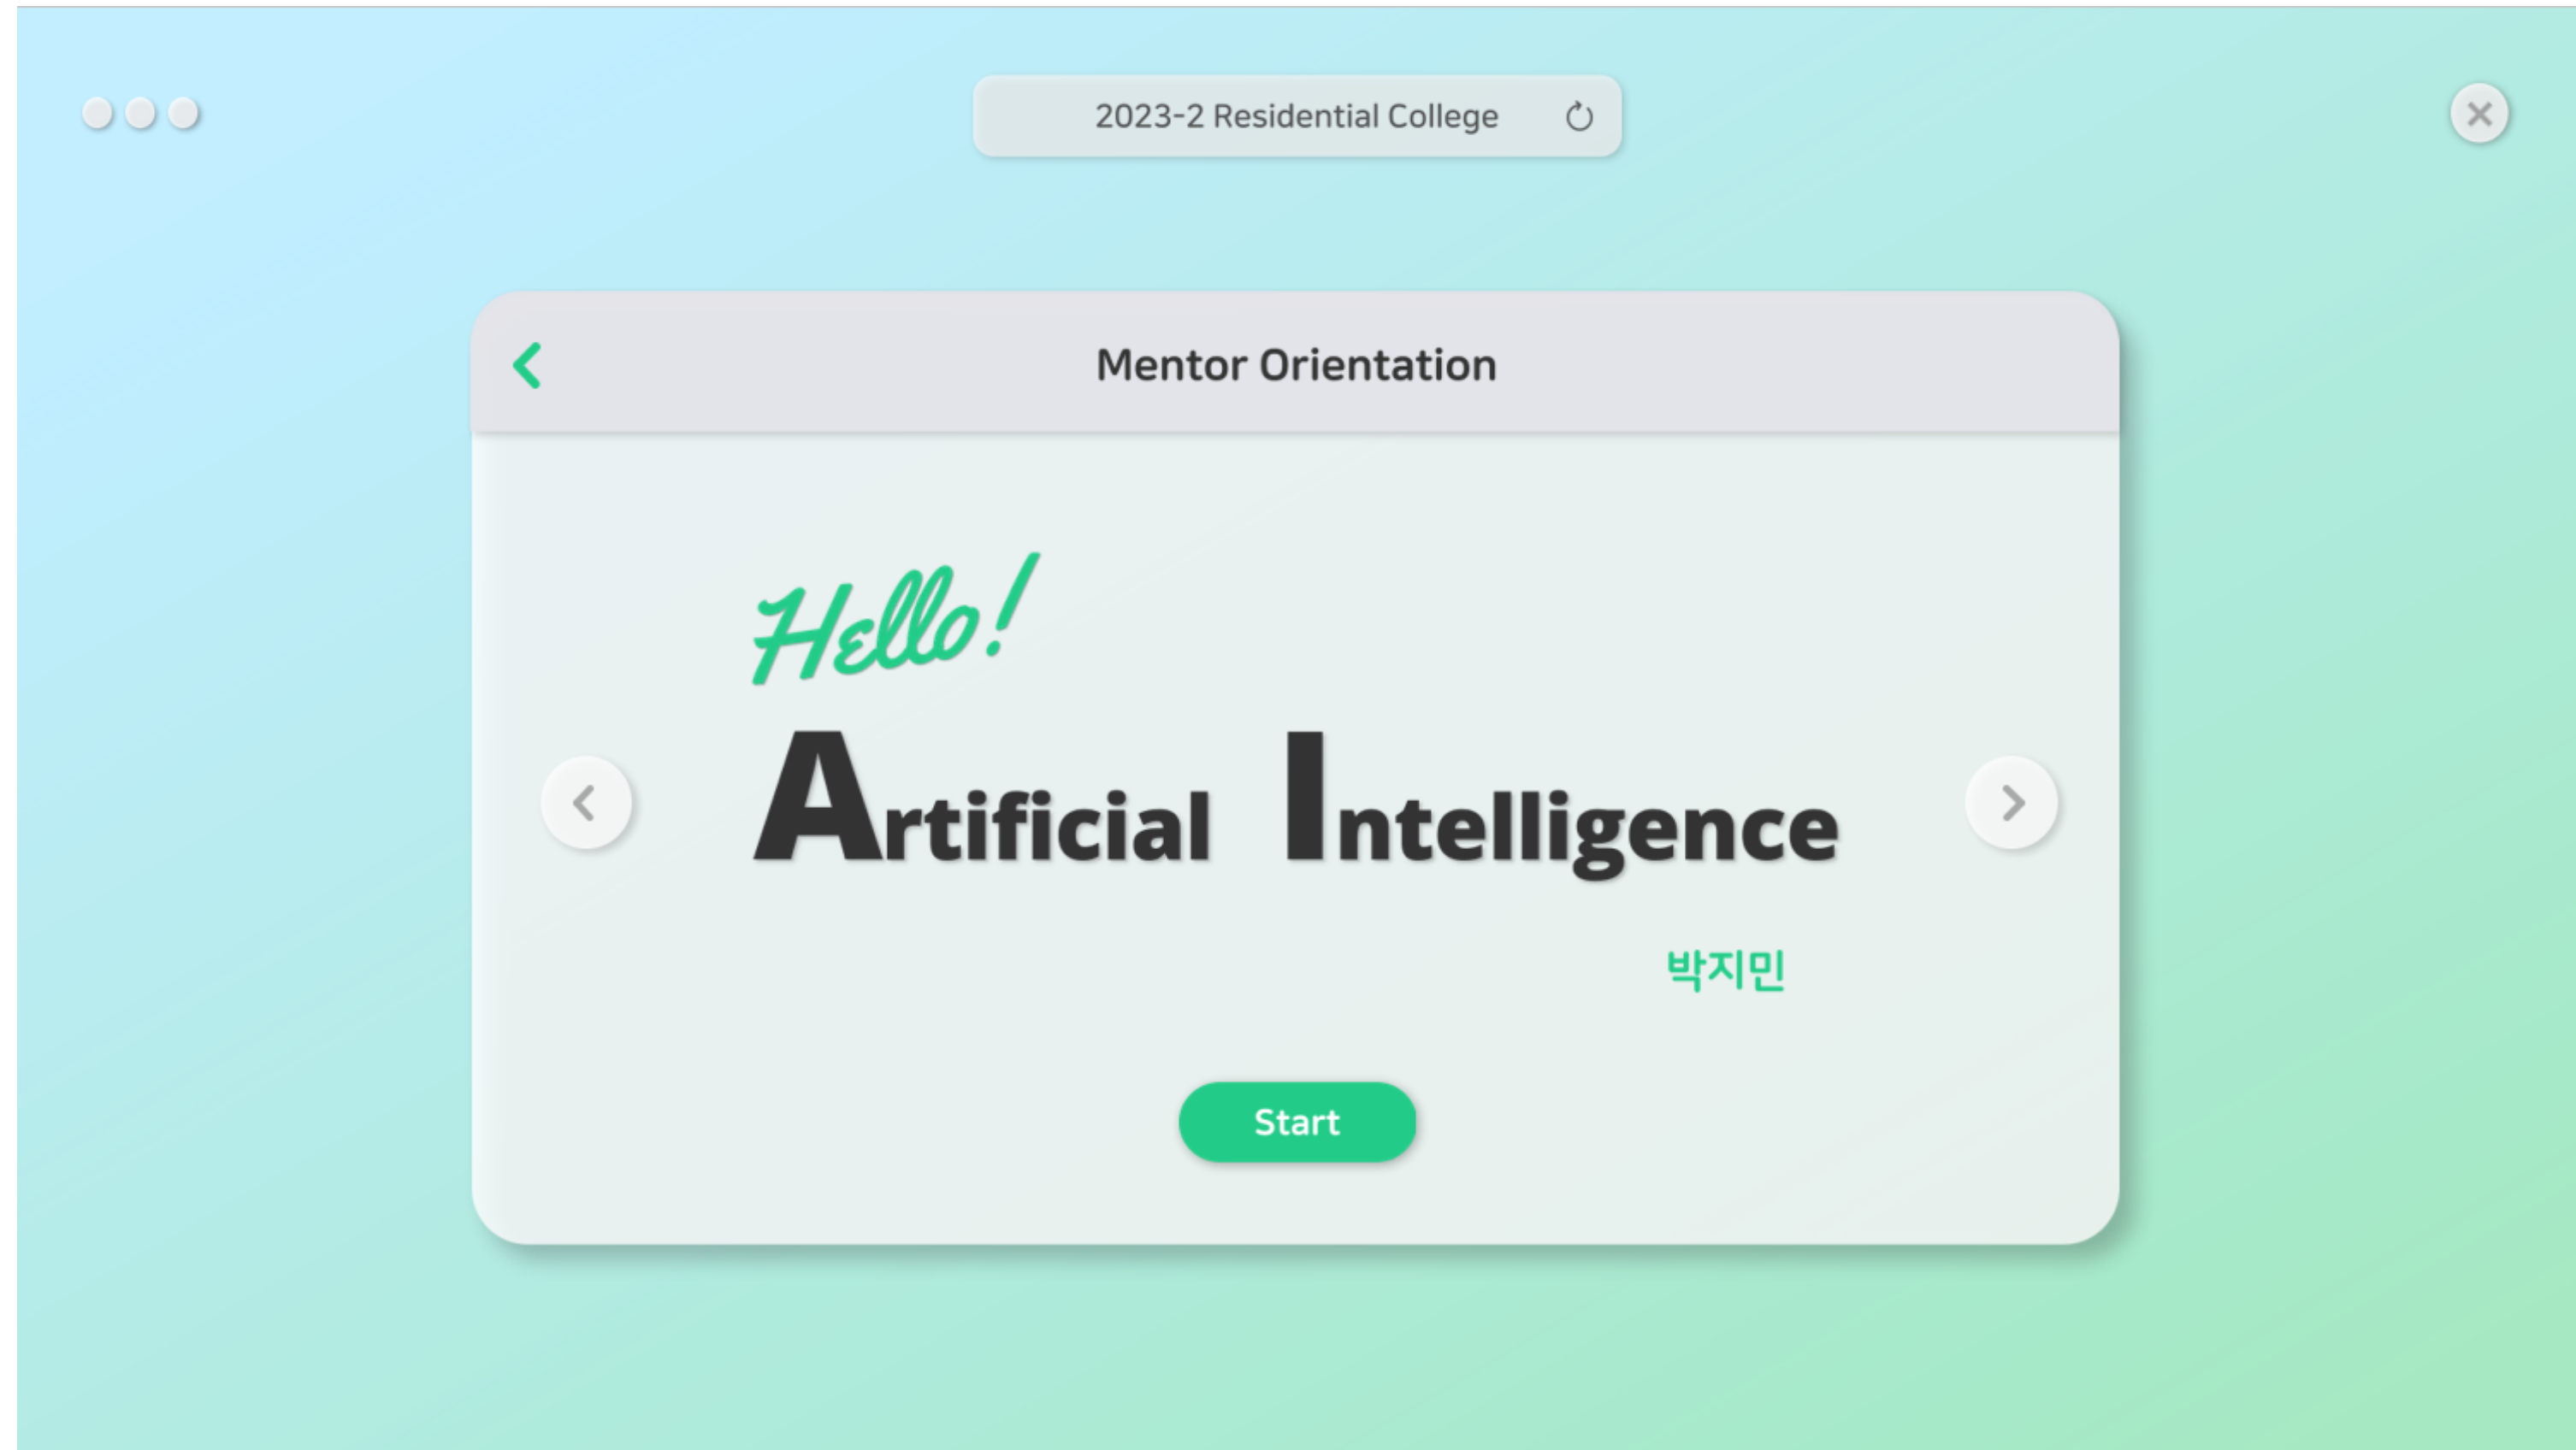 2023-2 Residential College
Mentor Orientation
Hello!
Artificial Intelligence
박지민
Start